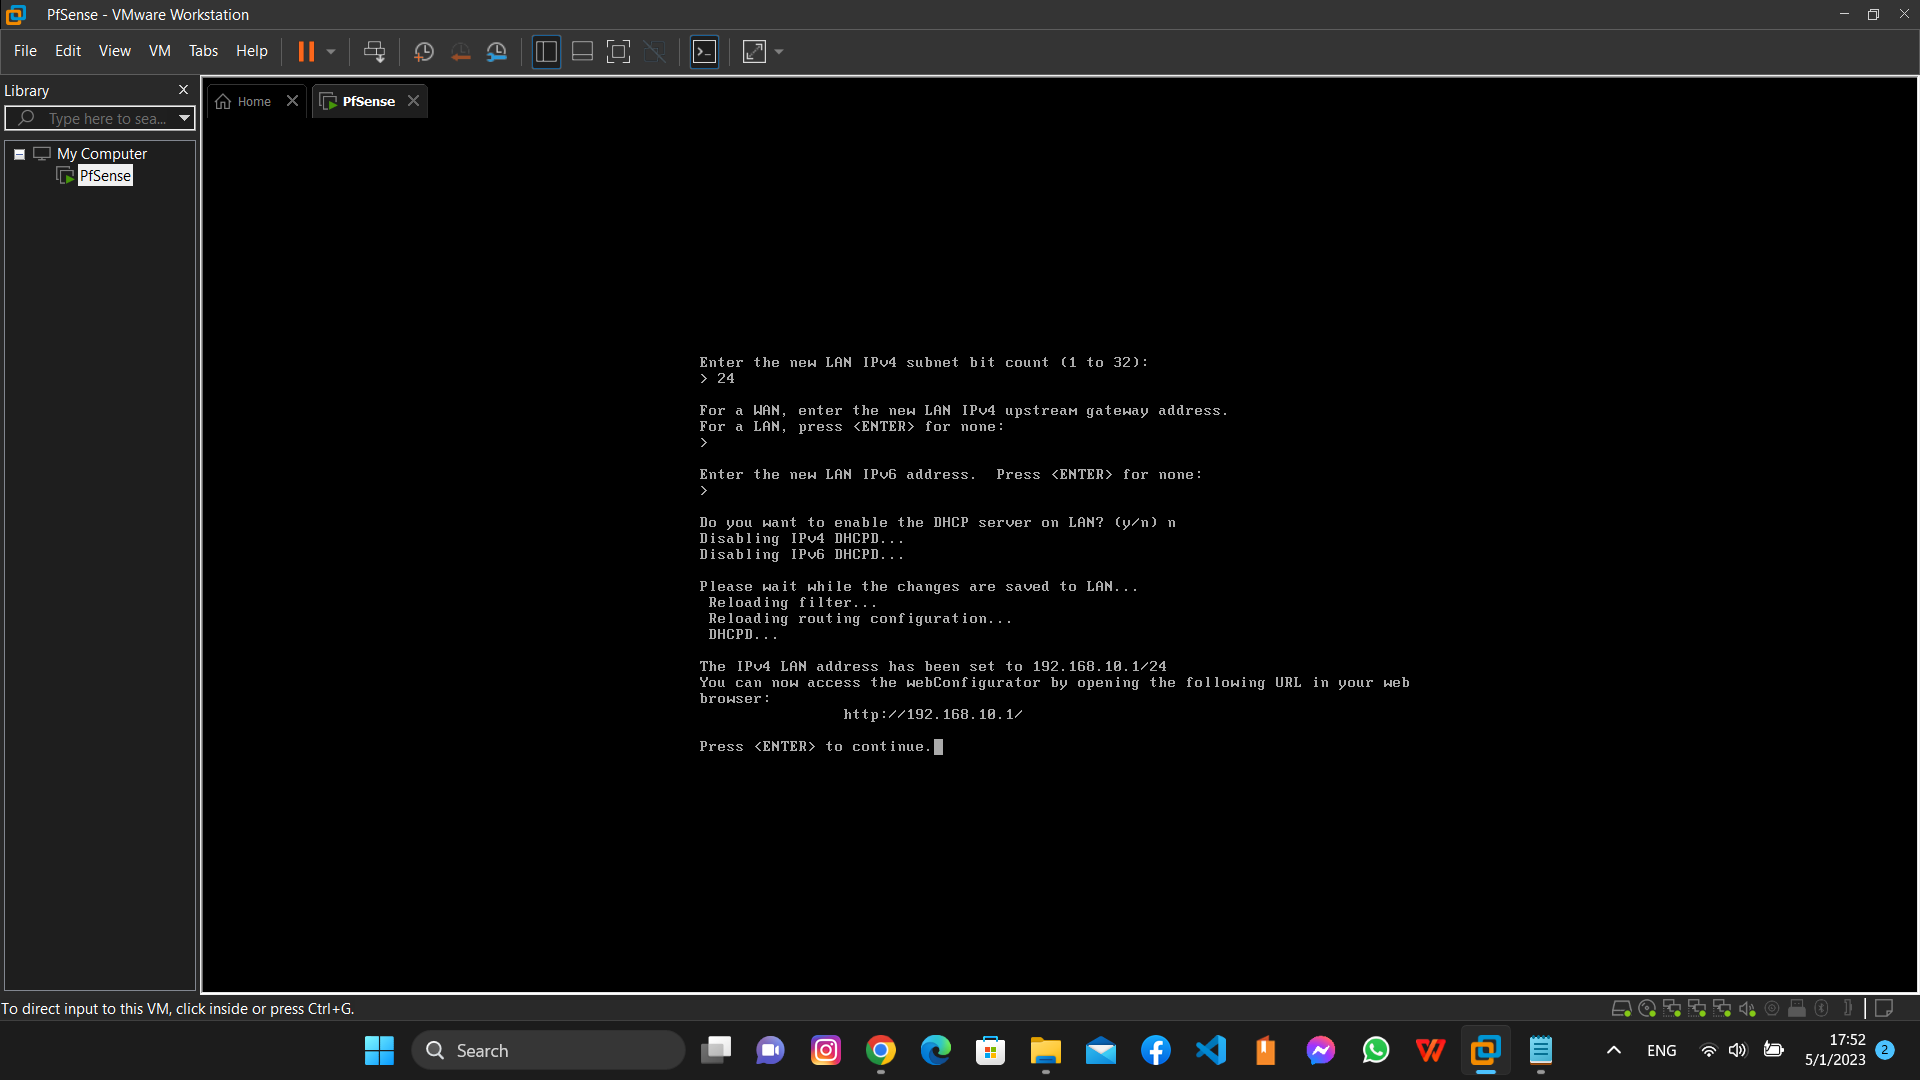 PfSense - VMware Workstation
File Edit View VM Tabs Help
Library
Type here to sea...
My Computer
PfSense
Home
PfSense
Enter the new LAN IPv4 subnet bit count (1 to 32):
> 24
For a WAN, enter the new LAN IPv4 upstream gateway address.
For a LAN, press <ENTER> for none:
>
Enter the new LAN IPv6 address.  Press <ENTER> for none:
>
Do you want to enable the DHCP server on LAN? (y/n) n
Disabling IPv4 DHCPD...
Disabling IPv6 DHCPD...
Please wait while the changes are saved to LAN...
Reloading filter...
Reloading routing configuration...
DHCPD...
The IPv4 LAN address has been set to 192.168.10.1/24
You can now access the webConfigurator by opening the following URL in your web
browser:
http://192.168.10.1/
Press <ENTER> to continue.
To direct input to this VM, click inside or press Ctrl+G.
Search
ENG
17:52
5/1/2023
2